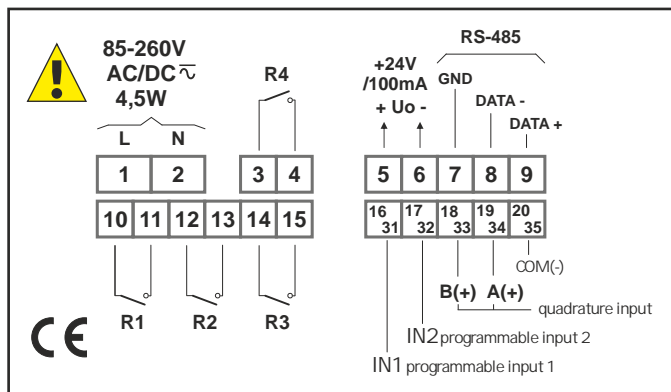 85-260V
AC/DC
4,5W
L N
R4
+24V
/100mA
+ Uo -
RS-485
GND
DATA -
DATA +
1 2 3 4 5 6 7 8 9
10 11 12 13 14 15 16 31 17 32 18 33 19 34 20 35
R1 R2 R3
COM(-)
B(+) A(+)
quadrature input
IN2 programmable input 2
IN1 programmable input 1
CE